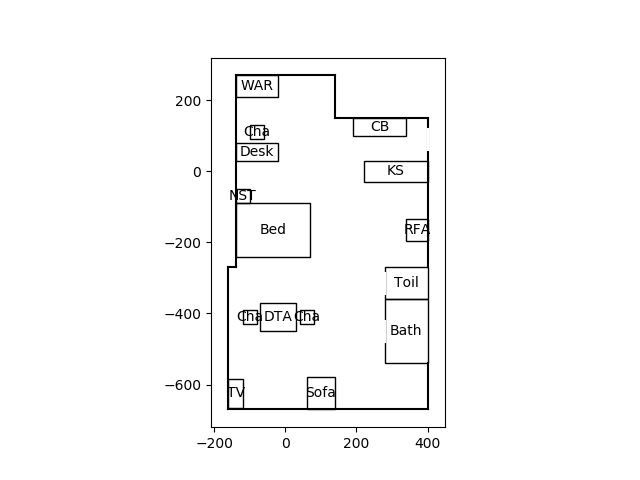 WAR
200
CB
Cha
Desk
0
KS
NST
Bed
RFA
−200
Toil
Cha DTA Cha
−400
Bath
−600
TV
Sofa
−200 0 200 400